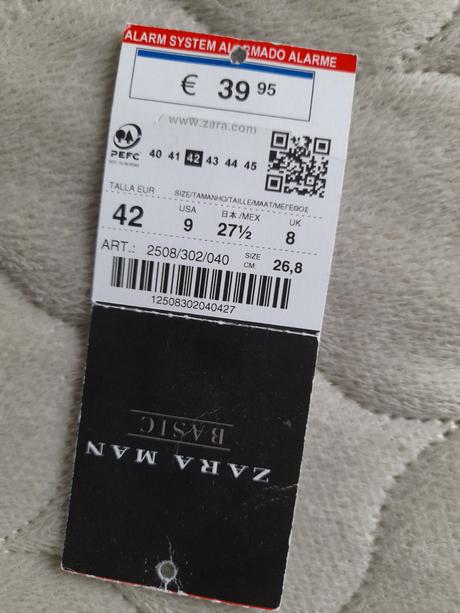 ALARM SYSTEM ALARMADO ALARME
€ 39 95
www.zara.com
PEFC
40 41 42 43 44 45
TALLA EUR
SIZE/TAMANHO/TAILLE/MAAT/ΜΕΓΕΘΟΣ
42
USA
9
日本/MEX
27½
UK
8
ART.: 2508/302/040
SIZE CM. 26,8
12508302040427
ZARA MAN
BASIC